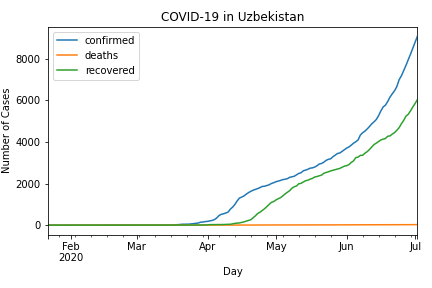 COVID-19 in Uzbekistan
confirmed
deaths
recovered
Number of Cases
8000
6000
4000
2000
0
Feb Mar Apr May Jun Jul
2020
Day